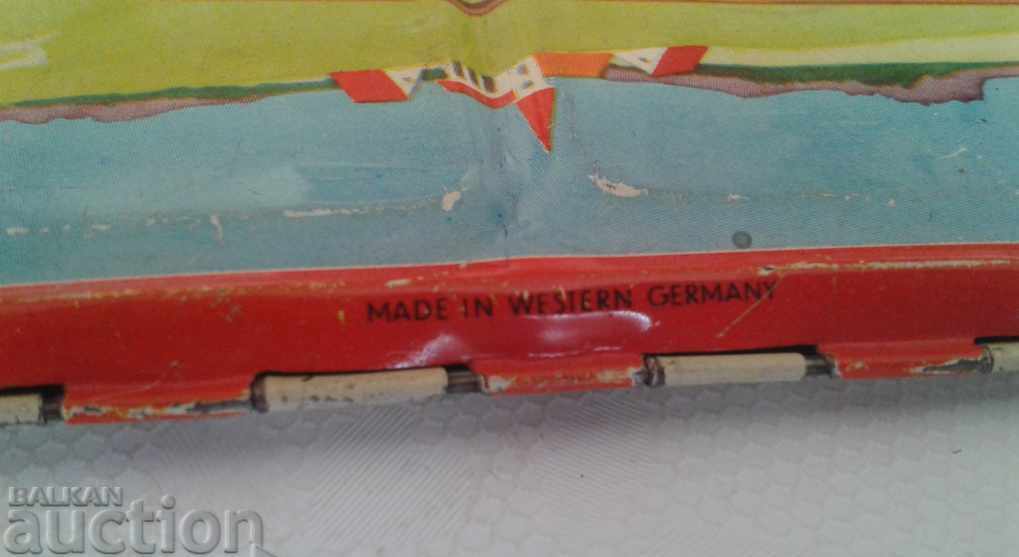 MADE IN WESTERN GERMANY
BALKAN
auction